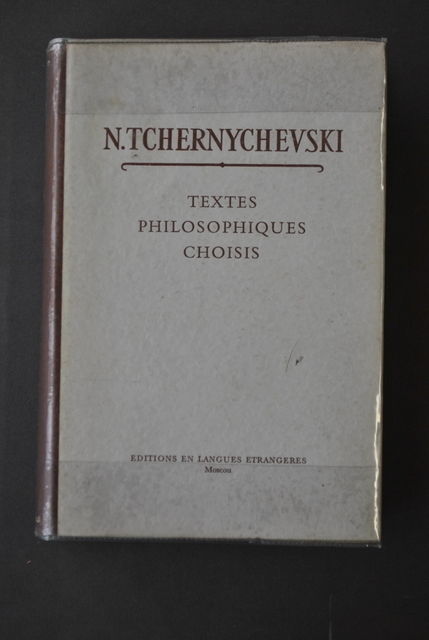 N.TCHERNYCHEVSKI
TEXTES
PHILOSOPHIQUES
CHOISIS
EDITIONS EN LANGUES ETRANGERES
Moscou